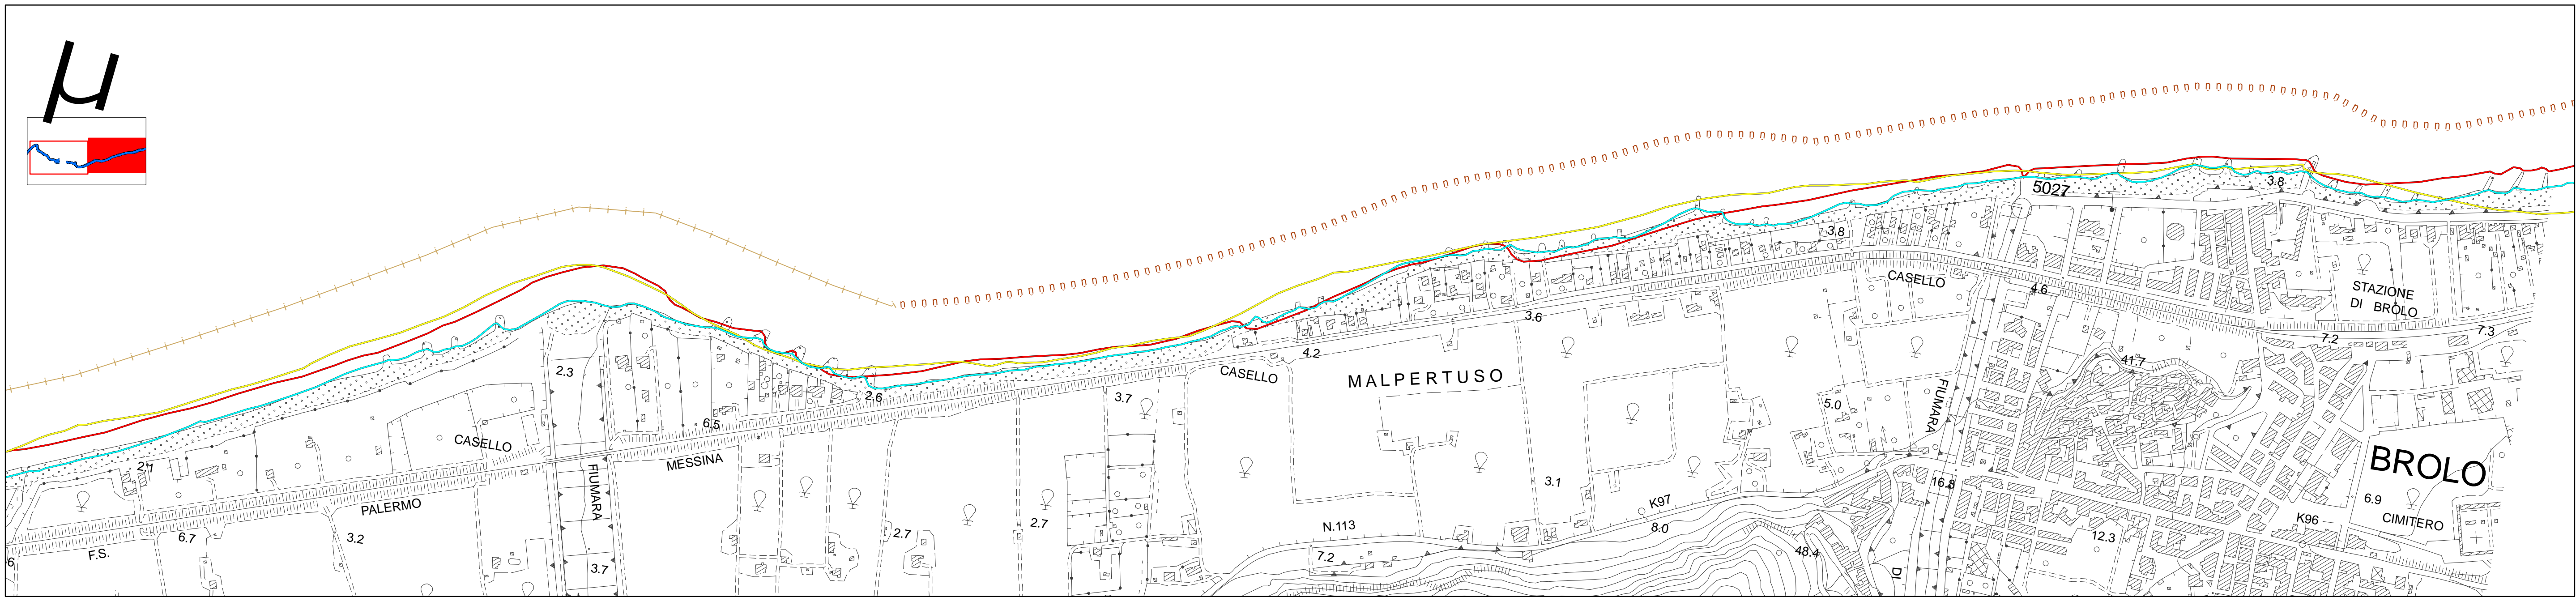 μ
5027
3.8
3.8
CASELLO
4.6
STAZIONE
DI BROLO
7.3
7.2
3.6
4.2
2.3
41.7
CASELLO
MALPERTUSO
2.6
3.7
5.0
FIUMARA
6.5
CASELLO
MESSINA
2.1
BROLO
FIUMARA
3.1
16.8
6.9
K97
PALERMO
CIMITERO
K96
2.7
N.113
8.0
2.7
6.7
3.2
12.3
F.S.
7.2
48.4
6
3.7
DI